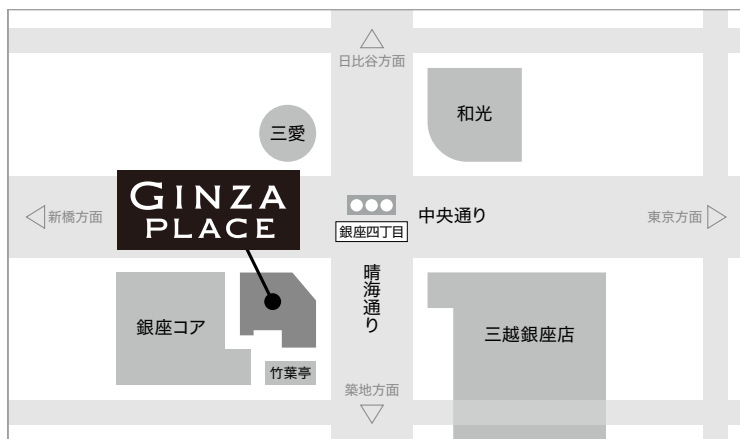 日比谷方面
和光
三愛
GINZA
PLACE
新橋方面
中央通り
東京方面
銀座四丁目
晴海通り
銀座コア
三越銀座店
竹葉亭
築地方面